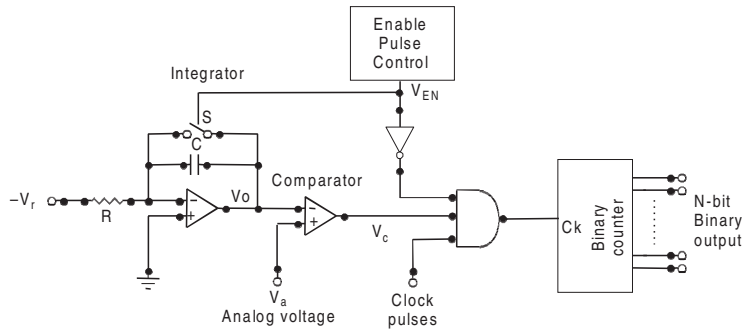 Enable
Pulse
Control
Integrator
V_EN
S
C
–V_r
R
Vo
Comparator
V_c
V_a
Analog voltage
Clock
pulses
Ck
Binary
counter
N-bit
Binary
output